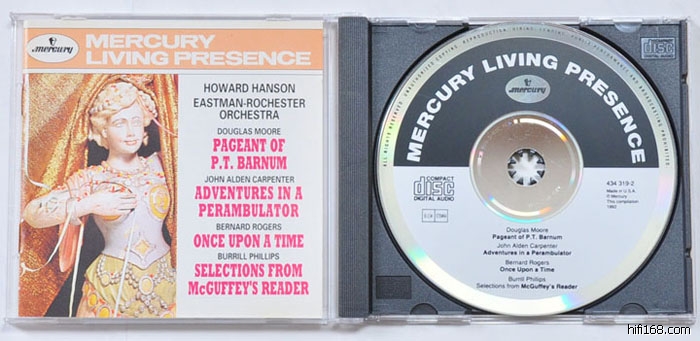 mercury
MERCURY
LIVING PRESENCE
HOWARD HANSON
EASTMAN-ROCHESTER
ORCHESTRA
DOUGLAS MOORE
PAGEANT OF
P.T. BARNUM
JOHN ALDEN CARPENTER
ADVENTURES IN A
PERAMBULATOR
BERNARD ROGERS
ONCE UPON A TIME
BURRILL PHILLIPS
SELECTIONS FROM
McGUFFEY'S READER
MERCURY LIVING PRESENCE
mercury
COMPACT
disc
DIGITAL AUDIO
434 319-2
Made in U.S.A.
Douglas Moore
Pageant of P.T. Barnum
John Alden Carpenter
Adventures in a Perambulator
Bernard Rogers
Once Upon a Time
Burrill Phillips
Selections from McGuffey's Reader
disc
hifi168.com